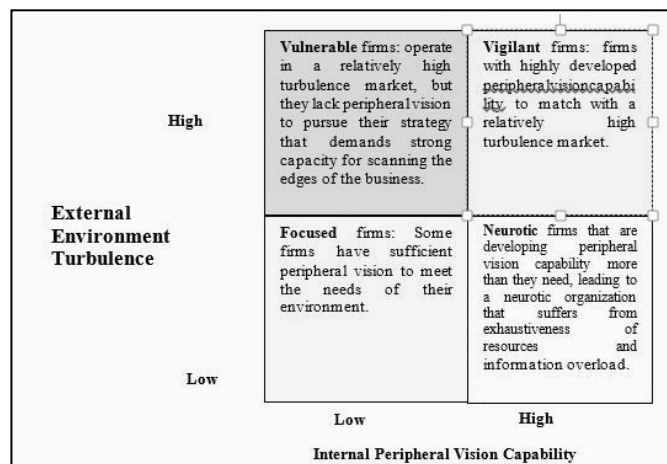 Vulnerable firms: operate
in a relatively high
turbulence market, but
they lack peripheral vision
to pursue their strategy
that demands strong
capacity for scanning the
edges of the business.
Vigilant firms: firms
with highly developed
peripheralvisioncapabi
lity, to match with a
relatively high
turbulence market.
High
External
Environment
Turbulence
Focused firms: Some
firms have sufficient
peripheral vision to meet
the needs of their
environment.
Neurotic firms that are
developing peripheral
vision capability more
than they need, leading to
a neurotic organization
that suffers from
exhaustiveness of
resources and
information overload.
Low
Low
High
Internal Peripheral Vision Capability